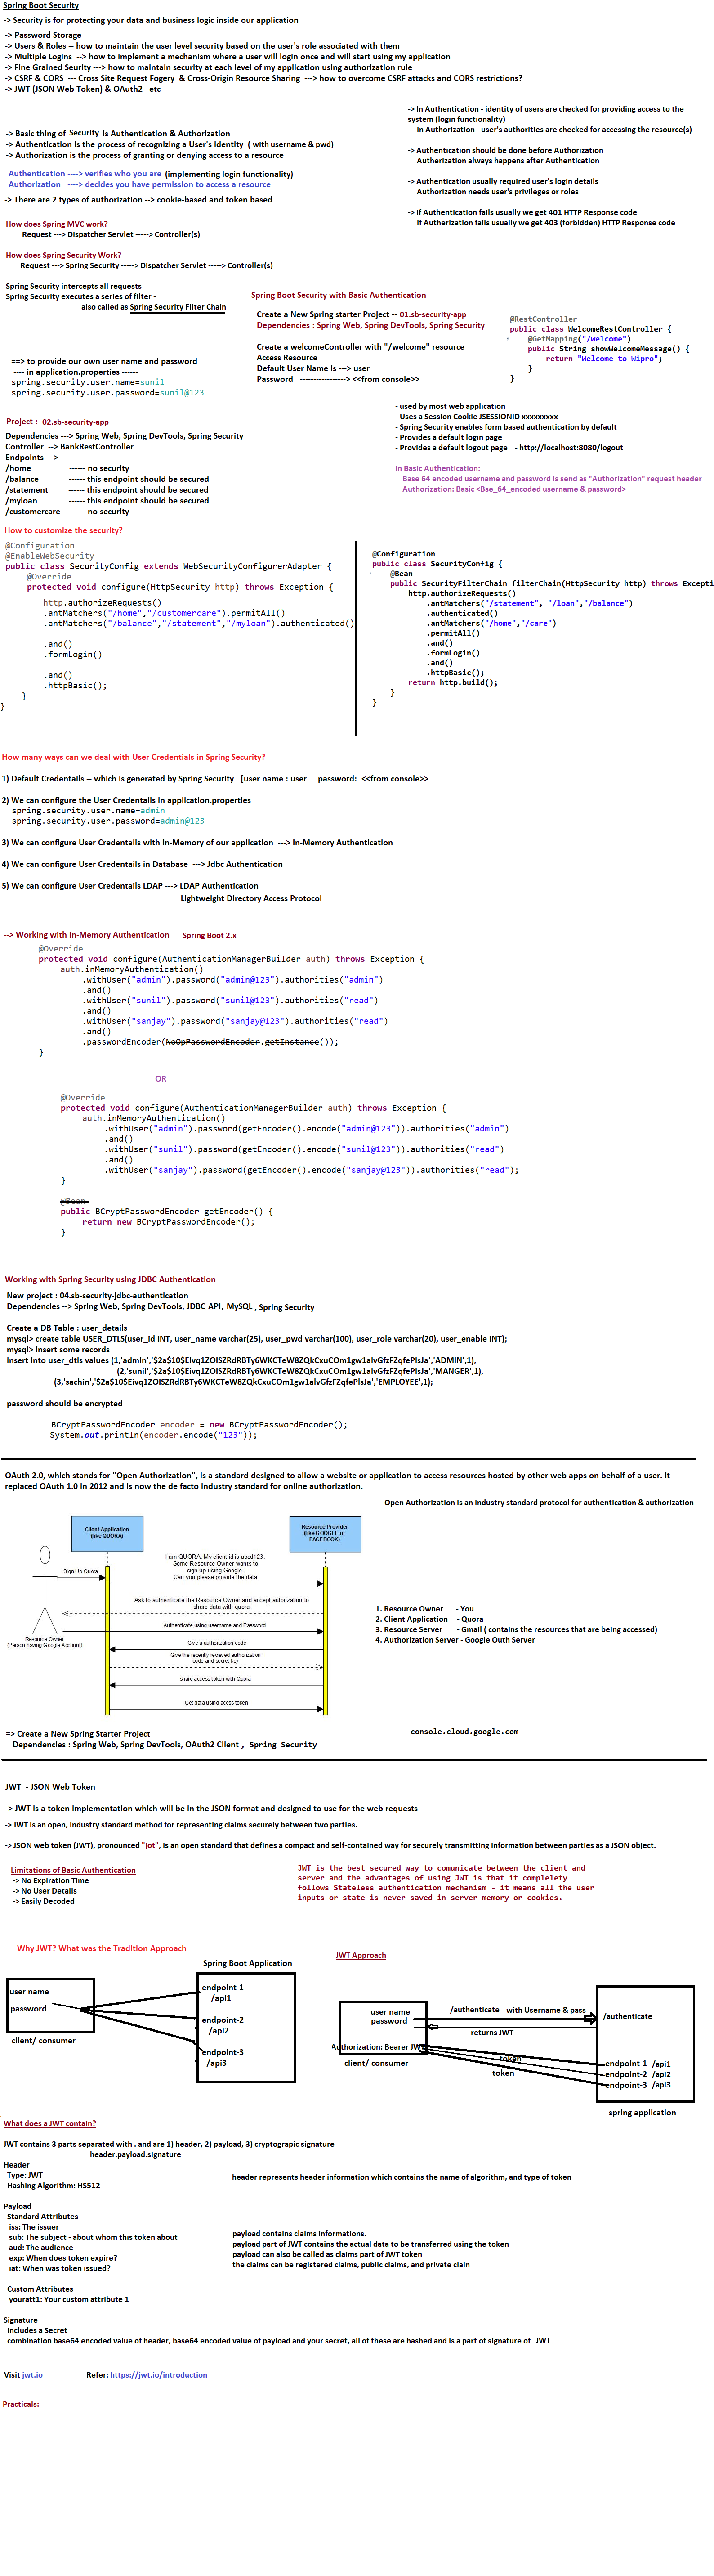 Spring Boot Security
-> Security is for protecting your data and business logic inside our application
-> Password Storage
-> Users & Roles -- how to maintain the user level security based on the user's role associated with them
-> Multiple Logins --> how to implement a mechanism where a user will login once and will start using my application
-> Fine Grained Seurity ---> how to maintain security at each level of my application using authorization rule
-> CSRF & CORS --- Cross Site Request Fogery & Cross-Origin Resource Sharing ---> how to overcome CSRF attacks and CORS restrictions?
-> JWT (JSON Web Token) & OAuth2 etc
-> Basic thing of Security is Authentication & Authorization
-> Authentication is the process of recognizing a User's identity ( with username & pwd)
-> Authorization is the process of granting or denying access to a resource
Authentication ----> verifies who you are (implementing login functionality)
Authorization ----> decides you have permission to access a resource
-> There are 2 types of authorization --> cookie-based and token based
-> In Authentication - identity of users are checked for providing access to the
system (login functionality)
In Authorization - user's authorities are checked for accessing the resource(s)
-> Authentication should be done before Authorization
Autherization always happens after Authentication
-> Authentication usually required user's login details
Authorization needs user's privileges or roles
-> If Authentication fails usually we get 401 HTTP Response code
If Autherization fails usually we get 403 (forbidden) HTTP Response code
How does Spring MVC work?
Request ---> Dispatcher Servlet -----> Controller(s)
How does Spring Security Work?
Request ---> Spring Security -----> Dispatcher Servlet -----> Controller(s)
Spring Security intercepts all requests
Spring Security executes a series of filter -
also called as Spring Security Filter Chain
Spring Boot Security with Basic Authentication
Create a New Spring starter Project -- 01.sb-security-app
Dependencies : Spring Web, Spring DevTools, Spring Security
Create a welcomeController with "/welcome" resource
Access Resource
Default User Name is ---> user
Password -----------------> <<from console>>
@RestController
public class WelcomeRestController {
@GetMapping("/welcome")
public String showWelcomeMessage() {
return "Welcome to Wipro";
}
}
==> to provide our own user name and password
---- in application.properties ------
spring.security.user.name=sunil
spring.security.user.password=sunil@123
- used by most web application
- Uses a Session Cookie JSESSIONID xxxxxxxxx
- Spring Security enables form based authentication by default
- Provides a default login page
- Provides a default logout page - http://localhost:8080/logout
In Basic Authentication:
Base 64 encoded username and password is send as "Authorization" request header
Authorization: Basic <Bse_64_encoded username & password>
Project : 02.sb-security-app
Dependencies ---> Spring Web, Spring DevTools, Spring Security
Controller --> BankRestController
Endpoints -->
/home ------ no security
/balance ------ this endpoint should be secured
/statement ------ this endpoint should be secured
/myloan ------ this endpoint should be secured
/customercare ------ no security
How to customize the security?
@Configuration
@EnableWebSecurity
public class SecurityConfig extends WebSecurityConfigurerAdapter {
@Override
protected void configure(HttpSecurity http) throws Exception {
http.authorizeRequests()
.antMatchers("/home","/customercare").permitAll()
.antMatchers("/balance","/statement","/myloan").authenticated()
.and()
.formLogin()
.and()
.httpBasic();
}
}
@Configuration
public class SecurityConfig {
@Bean
public SecurityFilterChain filterChain(HttpSecurity http) throws Excepti
http.authorizeRequests()
.antMatchers("/statement", "/loan","/balance")
.authenticated()
.antMatchers("/home","/care")
.permitAll()
.and()
.formLogin()
.and()
.httpBasic();
return http.build();
}
}
How many ways can we deal with User Credentials in Spring Security?
1) Default Credentails -- which is generated by Spring Security [user name : user password: <<from console>>
2) We can configure the User Credentails in application.properties
spring.security.user.name=admin
spring.security.user.password=admin@123
3) We can configure User Credentails with In-Memory of our application ---> In-Memory Authentication
4) We can configure User Credentails in Database ---> Jdbc Authentication
5) We can configure User Credentails LDAP ---> LDAP Authentication
Lightweight Directory Access Protocol
--> Working with In-Memory Authentication Spring Boot 2.x
@Override
protected void configure(AuthenticationManagerBuilder auth) throws Exception {
auth.inMemoryAuthentication()
.withUser("admin").password("admin@123").authorities("admin")
.and()
.withUser("sunil").password("sunil@123").authorities("read")
.and()
.withUser("sanjay").password("sanjay@123").authorities("read")
.and()
.passwordEncoder(NoOpPasswordEncoder.getInstance());
}
OR
@Override
protected void configure(AuthenticationManagerBuilder auth) throws Exception {
auth.inMemoryAuthentication()
.withUser("admin").password(getEncoder().encode("admin@123")).authorities("admin")
.and()
.withUser("sunil").password(getEncoder().encode("sunil@123")).authorities("read")
.and()
.withUser("sanjay").password(getEncoder().encode("sanjay@123")).authorities("read");
}
@Bean
public BCryptPasswordEncoder getEncoder() {
return new BCryptPasswordEncoder();
}
Working with Spring Security using JDBC Authentication
New project : 04.sb-security-jdbc-authentication
Dependencies --> Spring Web, Spring DevTools, JDBC API, MySQL , Spring Security
Create a DB Table : user_details
mysql> create table USER_DTLS(user_id INT, user_name varchar(25), user_pwd varchar(100), user_role varchar(20), user_enable INT);
mysql> insert some records
insert into user_dtls values (1,'admin','$2a$10$Eivq1ZOISZRdRBTy6WKCTeW8ZQkCxuCOm1gw1alvGfzFZqfePlsJa','ADMIN',1),
(2,'sunil','$2a$10$Eivq1ZOISZRdRBTy6WKCTeW8ZQkCxuCOm1gw1alvGfzFZqfePlsJa','MANGER',1),
(3,'sachin','$2a$10$Eivq1ZOISZRdRBTy6WKCTeW8ZQkCxuCOm1gw1alvGfzFZqfePlsJa','EMPLOYEE',1);
password should be encrypted
BCryptPasswordEncoder encoder = new BCryptPasswordEncoder();
System.out.println(encoder.encode("123"));
OAuth 2.0, which stands for "Open Authorization", is a standard designed to allow a website or application to access resources hosted by other web apps on behalf of a user. It
replaced OAuth 1.0 in 2012 and is now the de facto industry standard for online authorization.
Open Authorization is an industry standard protocol for authentication & authorization
Client Application
(like QUORA)
Resource Provider
(like GOOGLE or
FACEBOOK)
Sign Up Quora
I am QUORA. My client id is abcd123.
Some Resource Owner wants to
sign up using Google.
Can you please provide the data
Ask to authenticate the Resource Owner and accept autorization to
share data with quora
Authenticate using username and Password
Resource Owner
(Person having Google Account)
Give a authorization code
Give the recently recieved authorization
code and secret key
share access token with Quora
Get data using acess token
1. Resource Owner - You
2. Client Application - Quora
3. Resource Server - Gmail ( contains the resources that are being accessed)
4. Authorization Server - Google Outh Server
=> Create a New Spring Starter Project
Dependencies : Spring Web, Spring DevTools, OAuth2 Client , Spring Security
console.cloud.google.com
JWT - JSON Web Token
-> JWT is a token implementation which will be in the JSON format and designed to use for the web requests
-> JWT is an open, industry standard method for representing claims securely between two parties.
-> JSON web token (JWT), pronounced "jot", is an open standard that defines a compact and self-contained way for securely transmitting information between parties as a JSON object.
Limitations of Basic Authentication
-> No Expiration Time
-> No User Details
-> Easily Decoded
JWT is the best secured way to comunicate between the client and
server and the advantages of using JWT is that it complelety
follows Stateless authentication mechanism - it means all the user
inputs or state is never saved in server memory or cookies.
Why JWT? What was the Tradition Approach
Spring Boot Application
user name
password
client/ consumer
endpoint-1
/api1
endpoint-2
/api2
endpoint-3
/api3
JWT Approach
user name
password
Authorization: Bearer JWT
client/ consumer
/authenticate with Username & pass
returns JWT
token
token
/authenticate
endpoint-1 /api1
endpoint-2 /api2
endpoint-3 /api3
spring application
What does a JWT contain?
JWT contains 3 parts separated with . and are 1) header, 2) payload, 3) cryptograpic signature
header.payload.signature
Header
Type: JWT
Hashing Algorithm: HS512
header represents header information which contains the name of algorithm, and type of token
Payload
Standard Attributes
iss: The issuer
sub: The subject - about whom this token about
aud: The audience
exp: When does token expire?
iat: When was token issued?
payload contains claims informations.
payload part of JWT contains the actual data to be transferred using the token
payload can also be called as claims part of JWT token
the claims can be registered claims, public claims, and private clain
Custom Attributes
youratt1: Your custom attribute 1
Signature
Includes a Secret
combination base64 encoded value of header, base64 encoded value of payload and your secret, all of these are hashed and is a part of signature of . JWT
Visit jwt.io Refer: https://jwt.io/introduction
Practicals: